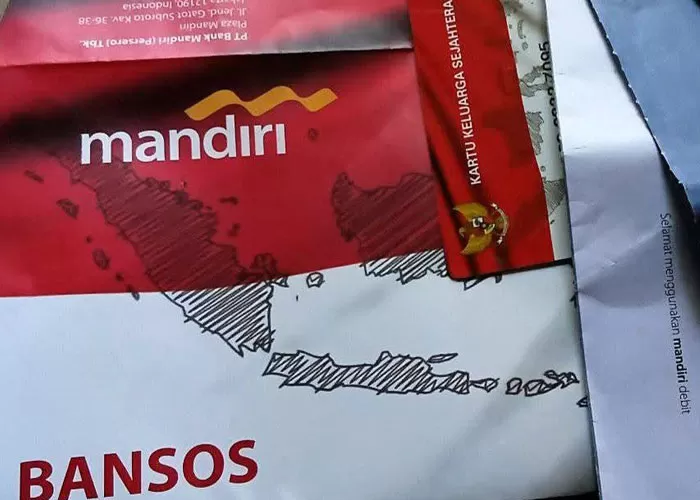 PT Bank Mandiri (Persero) Tbk.
Plaza Mandiri
Jl. Jend. Gatot Subroto Kav. 36-38
Jakarta 12190, Indonesia
mandiri
KARTU KELUARGA SEJAHTERA
Selamat menggunakan mandiri debit
BANSOS